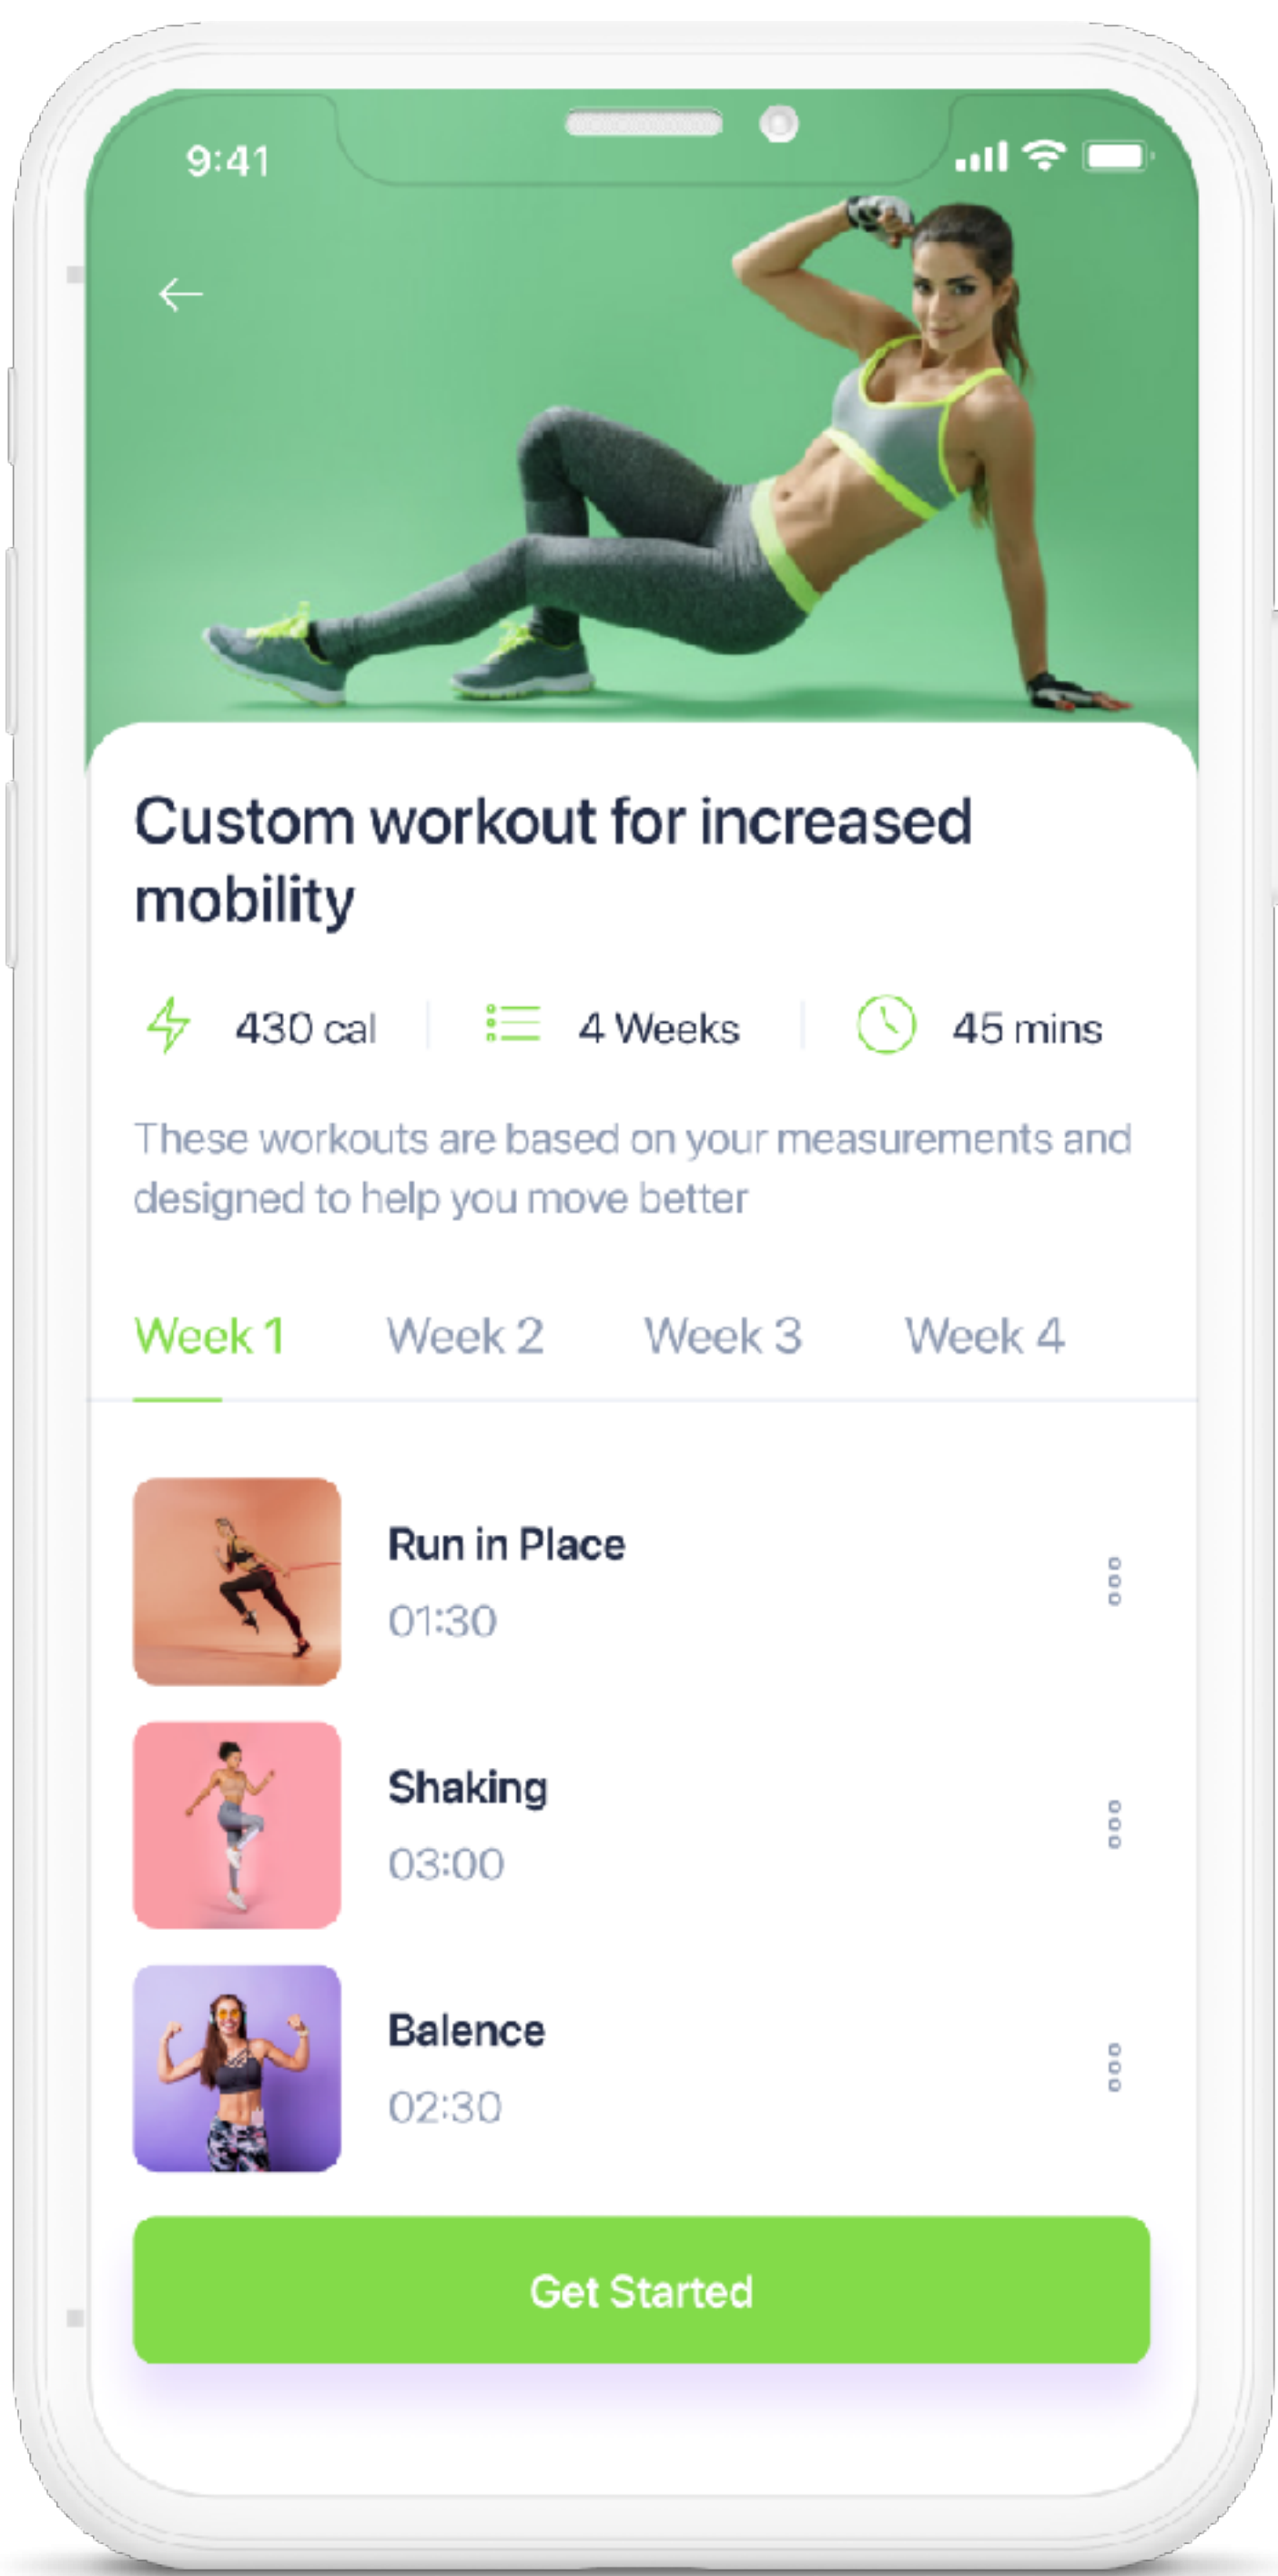 9:41
Custom workout for increased
mobility
430 cal
4 Weeks
45 mins
These workouts are based on your measurements and
designed to help you move better
Week 1
Week 2
Week 3
Week 4
Run in Place
01:30
Shaking
03:00
Balence
02:30
Get Started